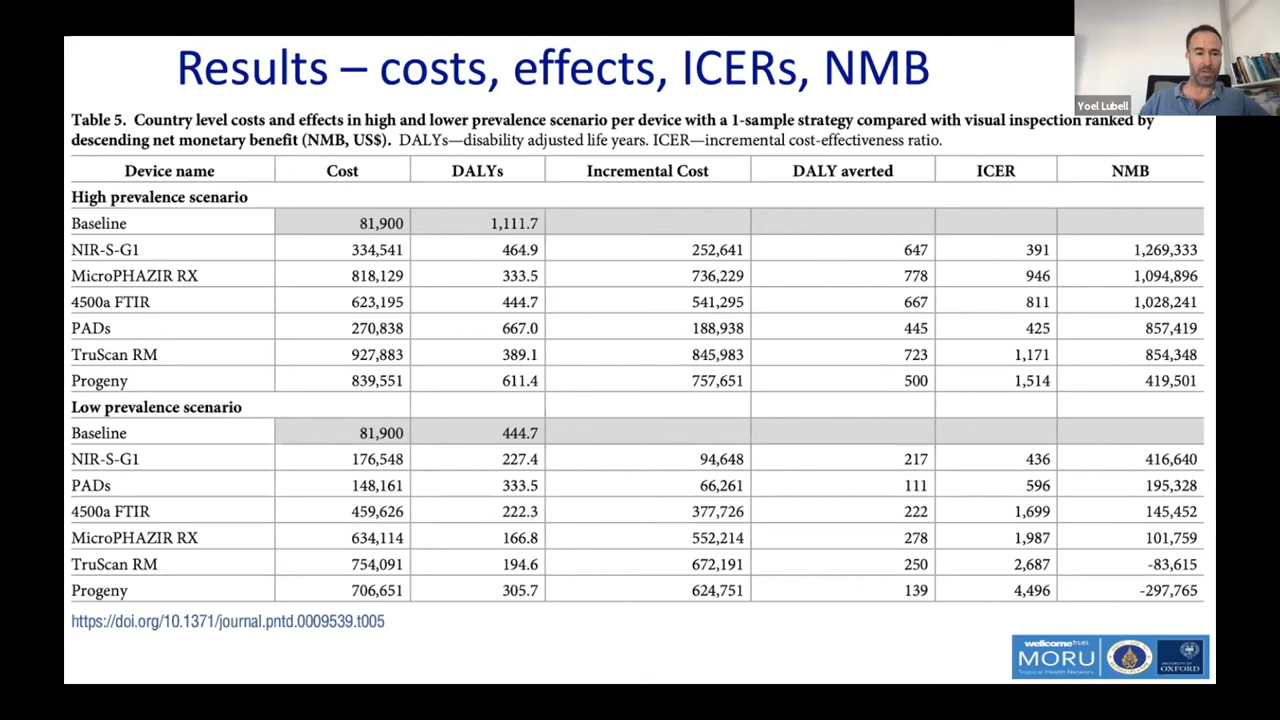 Results – costs, effects, ICERs, NMB
Yoel Lubell
Table 5. Country level costs and effects in high and lower prevalence scenario per device with a 1-sample strategy compared with visual inspection ranked by
descending net monetary benefit (NMB, US$). DALYs—disability adjusted life years. ICER—incremental cost-effectiveness ratio.
Device name Cost DALYs Incremental Cost DALY averted ICER NMB
High prevalence scenario
Baseline 81,900 1,111.7
NIR-S-G1 334,541 464.9 252,641 647 391 1,269,333
MicroPHAZIR RX 818,129 333.5 736,229 778 946 1,094,896
4500a FTIR 623,195 444.7 541,295 667 811 1,028,241
PADs 270,838 667.0 188,938 445 425 857,419
TruScan RM 927,883 389.1 845,983 723 1,171 854,348
Progeny 839,551 611.4 757,651 500 1,514 419,501
Low prevalence scenario
Baseline 81,900 444.7
NIR-S-G1 176,548 227.4 94,648 217 436 416,640
PADs 148,161 333.5 66,261 111 596 195,328
4500a FTIR 459,626 222.3 377,726 222 1,699 145,452
MicroPHAZIR RX 634,114 166.8 552,214 278 1,987 101,759
TruScan RM 754,091 194.6 672,191 250 2,687 -83,615
Progeny 706,651 305.7 624,751 139 4,496 -297,765
https://doi.org/10.1371/journal.pntd.0009539.t005
wellcome trust
MORU
Tropical Health Network
UNIVERSITY OF
OXFORD